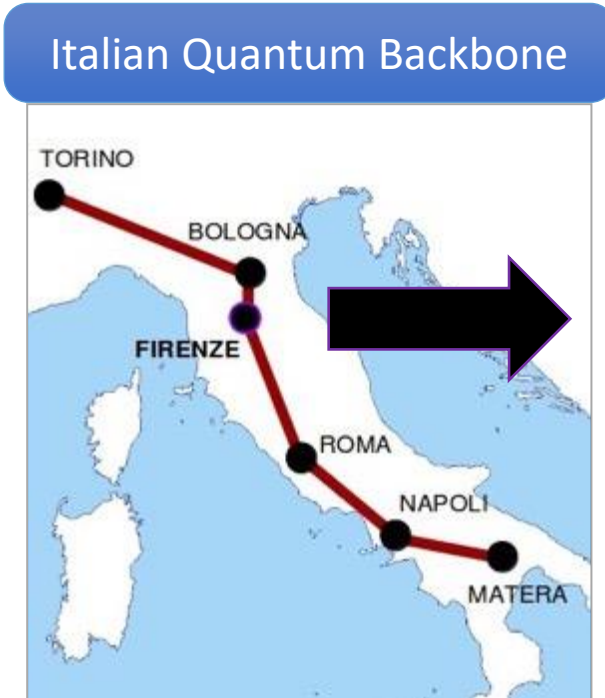 Italian Quantum Backbone
TORINO
BOLOGNA
FIRENZE
ROMA
NAPOLI
MATERA